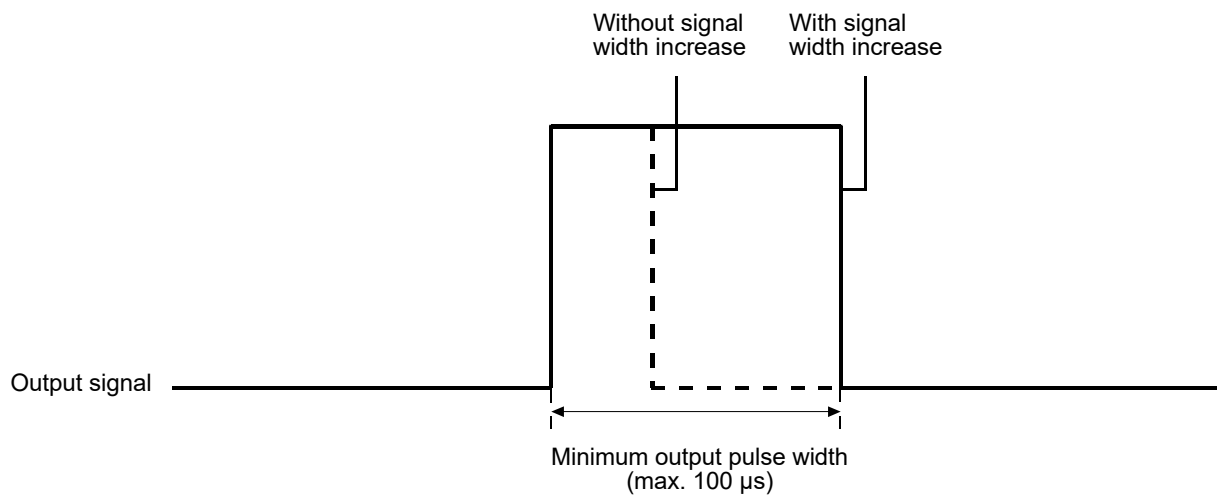 Without signal
width increase
With signal
width increase
Output signal
Minimum output pulse width
(max. 100 µs)